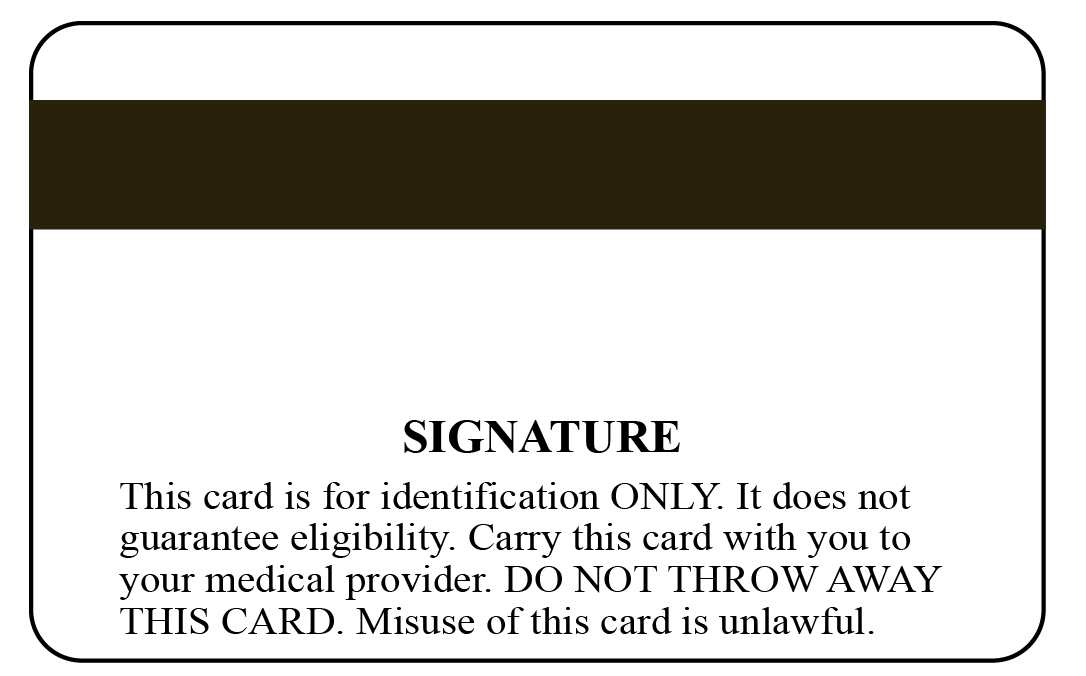 SIGNATURE
This card is for identification ONLY. It does not
guarantee eligibility. Carry this card with you to
your medical provider. DO NOT THROW AWAY
THIS CARD. Misuse of this card is unlawful.